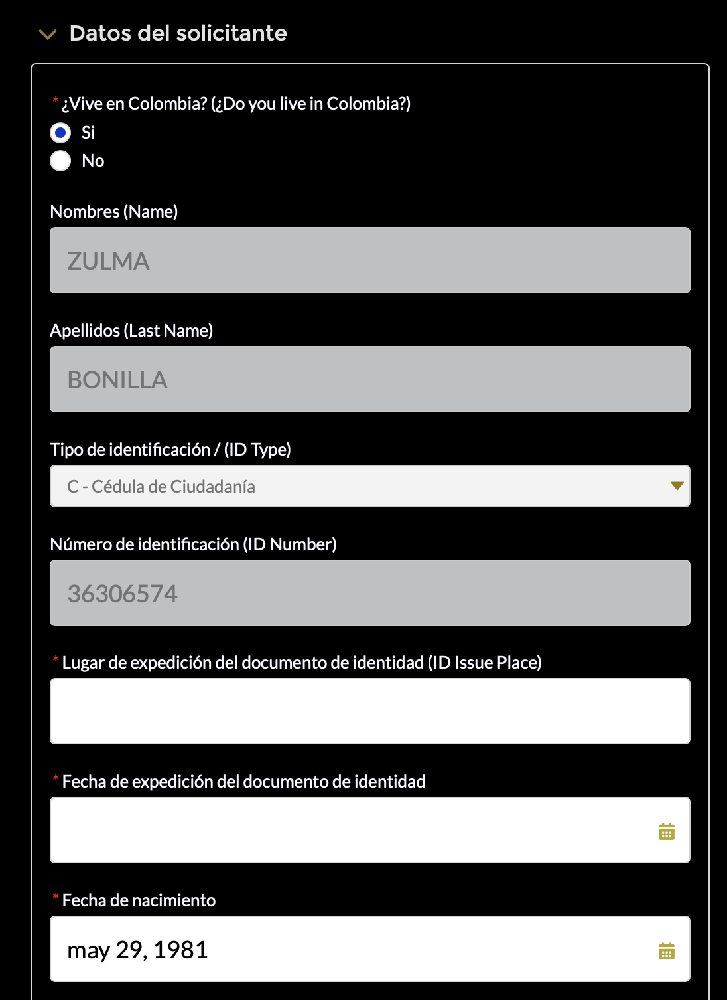 Datos del solicitante
* ¿Vive en Colombia? (¿Do you live in Colombia?)
Si
No
Nombres (Name)
ZULMA
Apellidos (Last Name)
BONILLA
Tipo de identificación / (ID Type)
C - Cédula de Ciudadanía
Número de identificación (ID Number)
36306574
* Lugar de expedición del documento de identidad (ID Issue Place)
* Fecha de expedición del documento de identidad
* Fecha de nacimiento
may 29, 1981